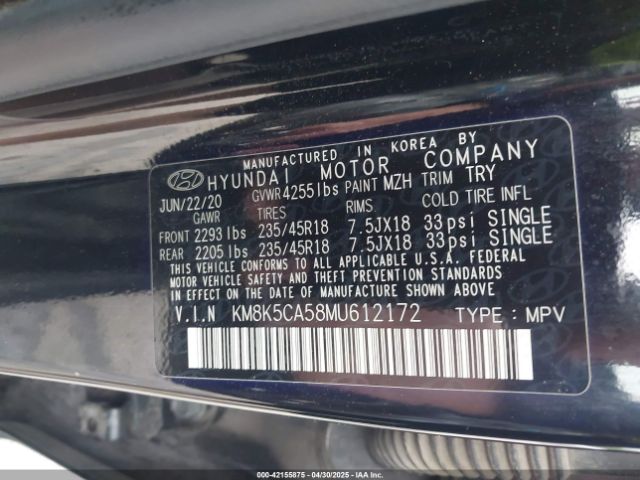 MANUFACTURED IN KOREA BY
HYUNDAI MOTOR COMPANY
JUN/22/20 GVWR 4255 lbs PAINT MZH TRIM TRY
GAWR TIRES RIMS COLD TIRE INFL
FRONT 2293 lbs 235/45R18 7.5JX18 33 psi SINGLE
REAR 2205 lbs 235/45R18 7.5JX18 33 psi SINGLE
THIS VEHICLE CONFORMS TO ALL APPLICABLE U.S.A. FEDERAL
MOTOR VEHICLE SAFETY AND THEFT PREVENTION STANDARDS
IN EFFECT ON THE DATE OF MANUFACTURE SHOWN ABOVE.
V.I.N KM8K5CA58MU612172 TYPE : MPV
000-42155875 - 04/30/2025 - IAAI.COM